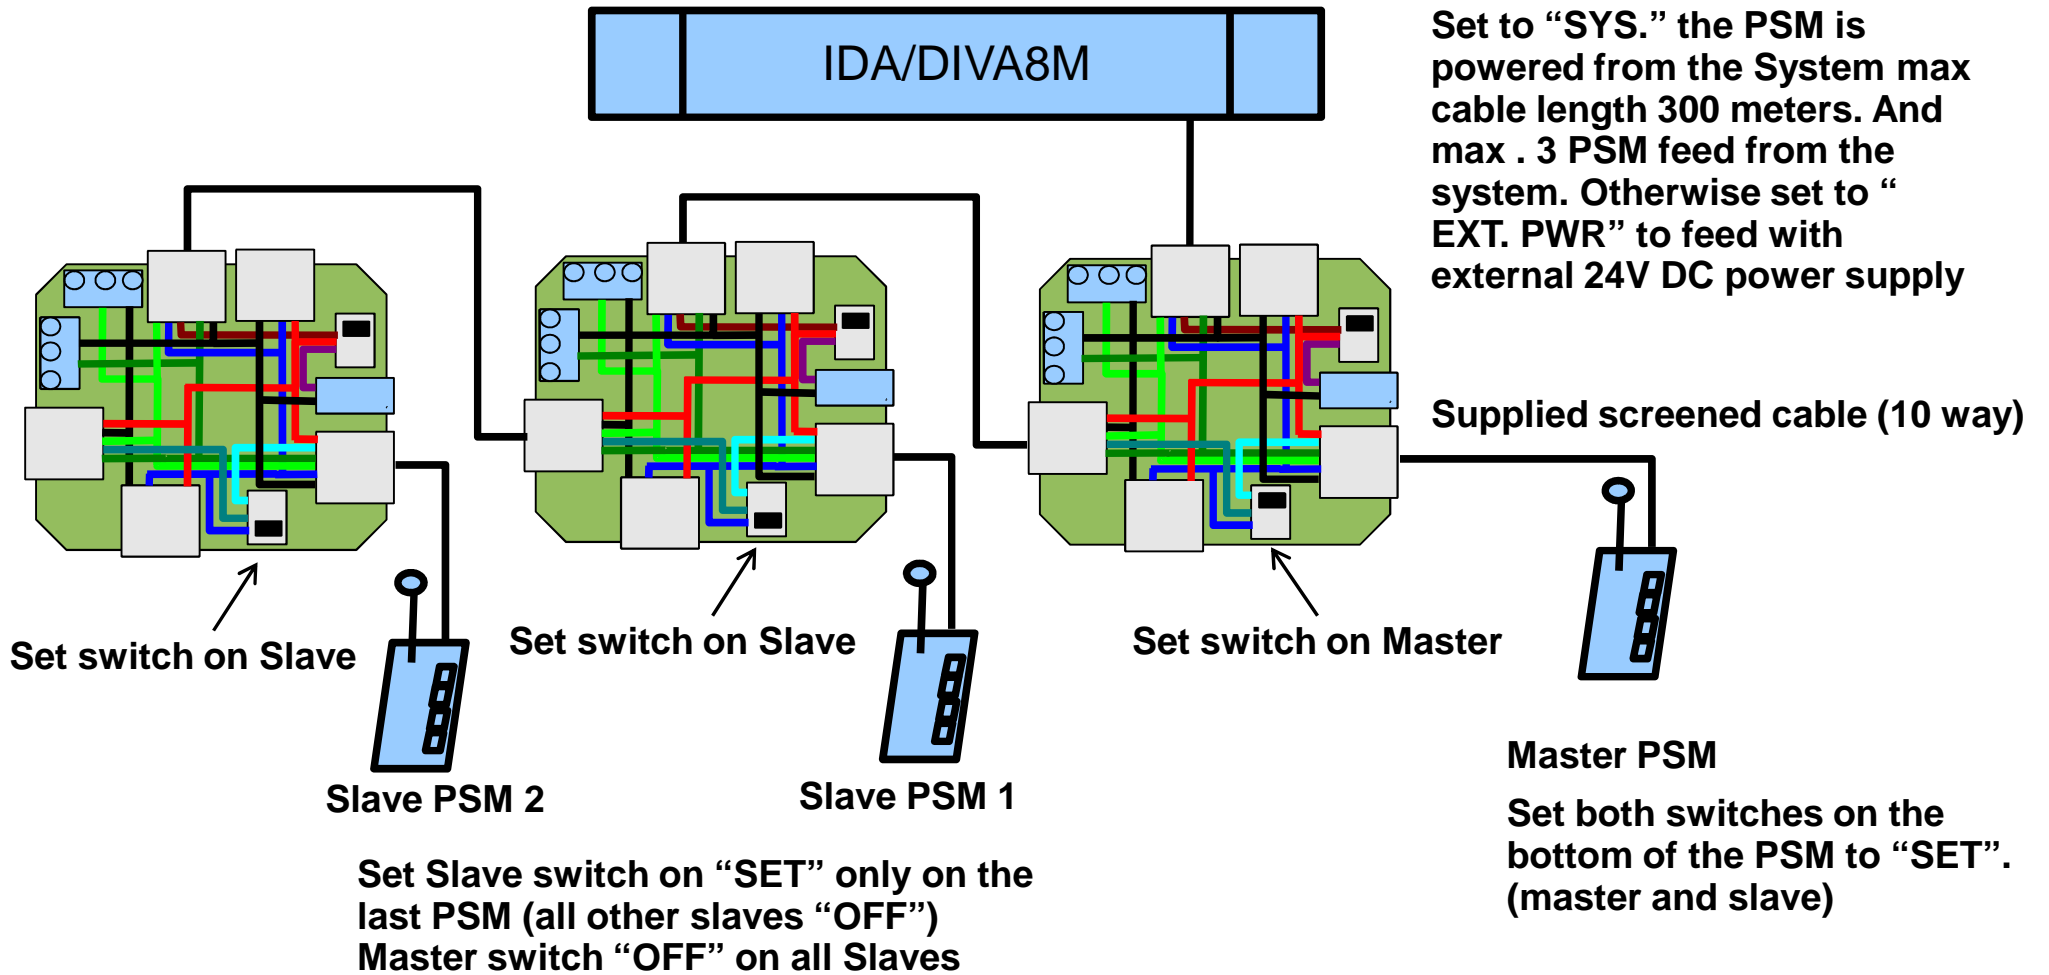 IDA/DIVA8M
Set to “SYS.” the PSM is
powered from the System max
cable length 300 meters. And
max . 3 PSM feed from the
system. Otherwise set to “
EXT. PWR” to feed with
external 24V DC power supply
Supplied screened cable (10 way)
Set switch on Slave
Set switch on Slave
Set switch on Master
Slave PSM 2
Slave PSM 1
Master PSM
Set both switches on the
bottom of the PSM to “SET”.
(master and slave)
Set Slave switch on “SET” only on the
last PSM (all other slaves “OFF”)
Master switch “OFF” on all Slaves